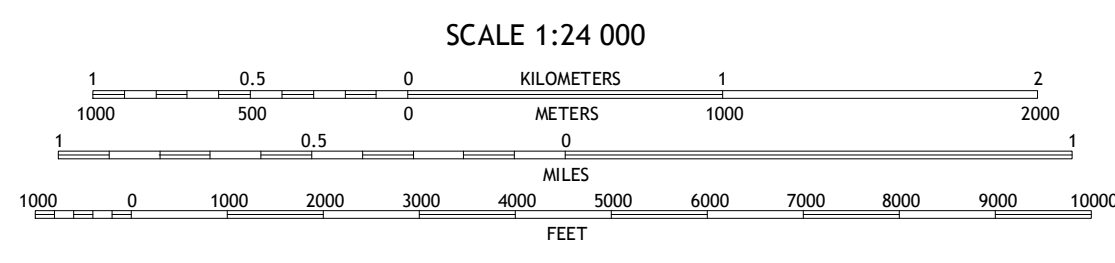 SCALE 1:24 000
1 0.5 0 KILOMETERS 1 2
1000 500 0 METERS 1000 2000
1 0.5 0 1
MILES
1000 0 1000 2000 3000 4000 5000 6000 7000 8000 9000 10000
FEET